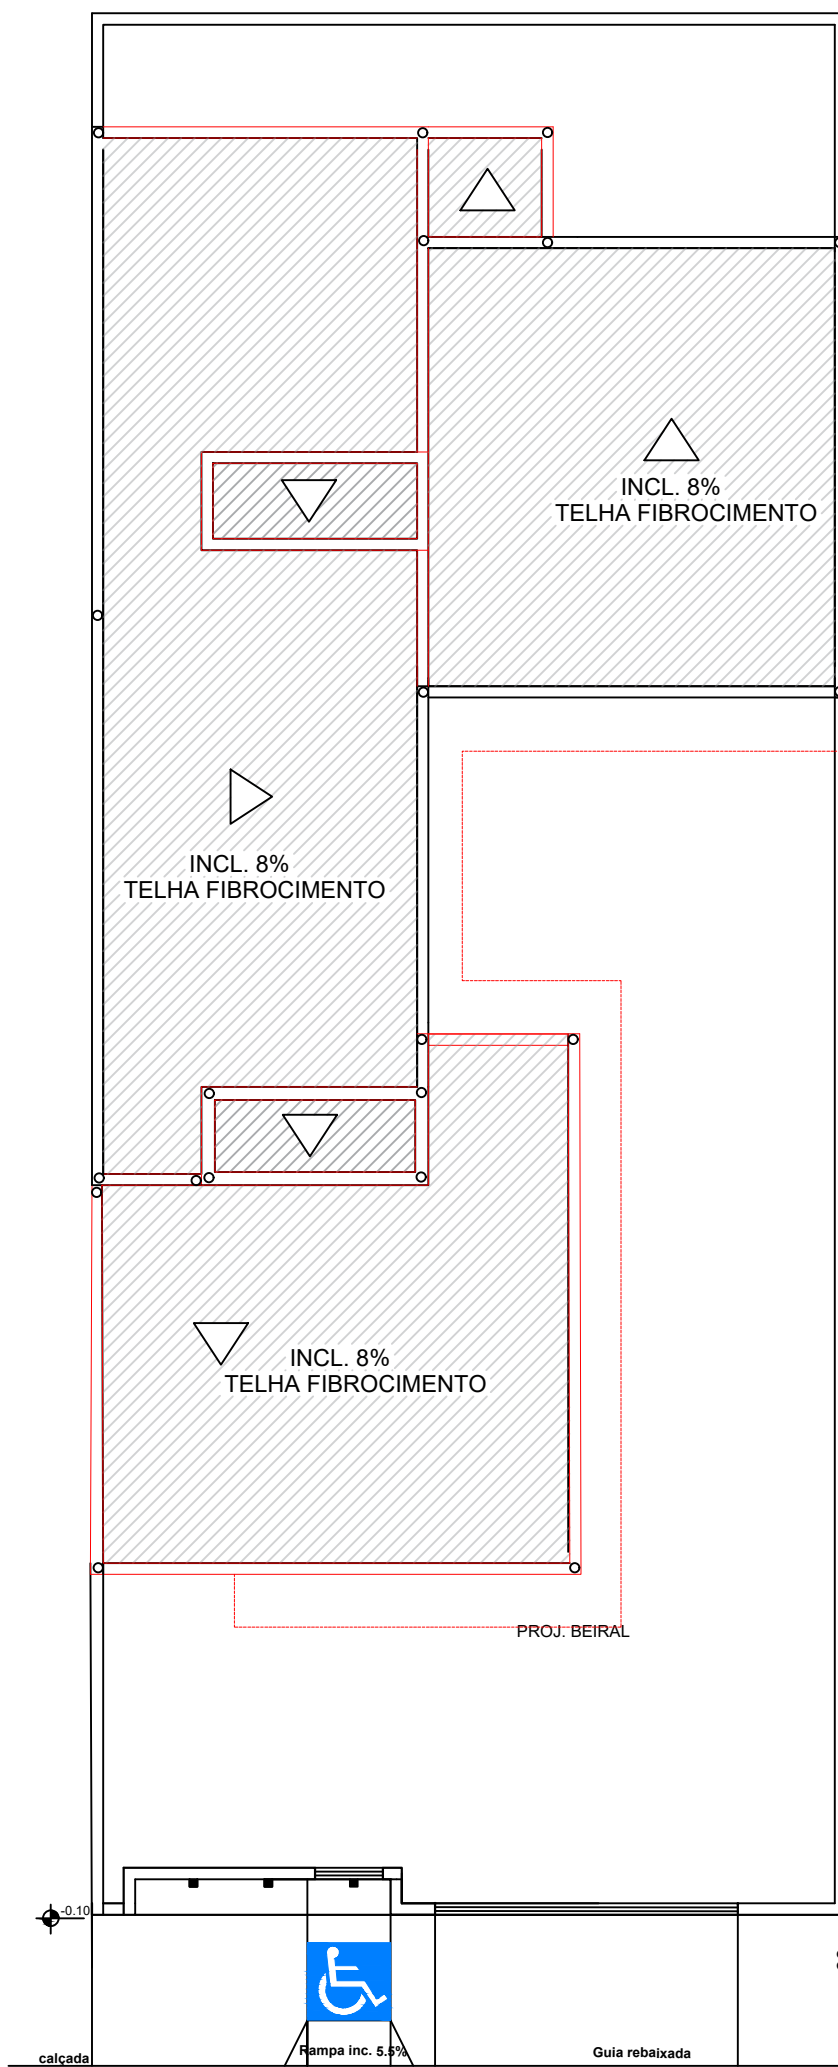 INCL. 8%
TELHA FIBROCIMENTO
INCL. 8%
TELHA FIBROCIMENTO
INCL. 8%
TELHA FIBROCIMENTO
PROJ. BEIRAL
-0.10
Rampa inc. 5.5%
Guia rebaixada
calçada